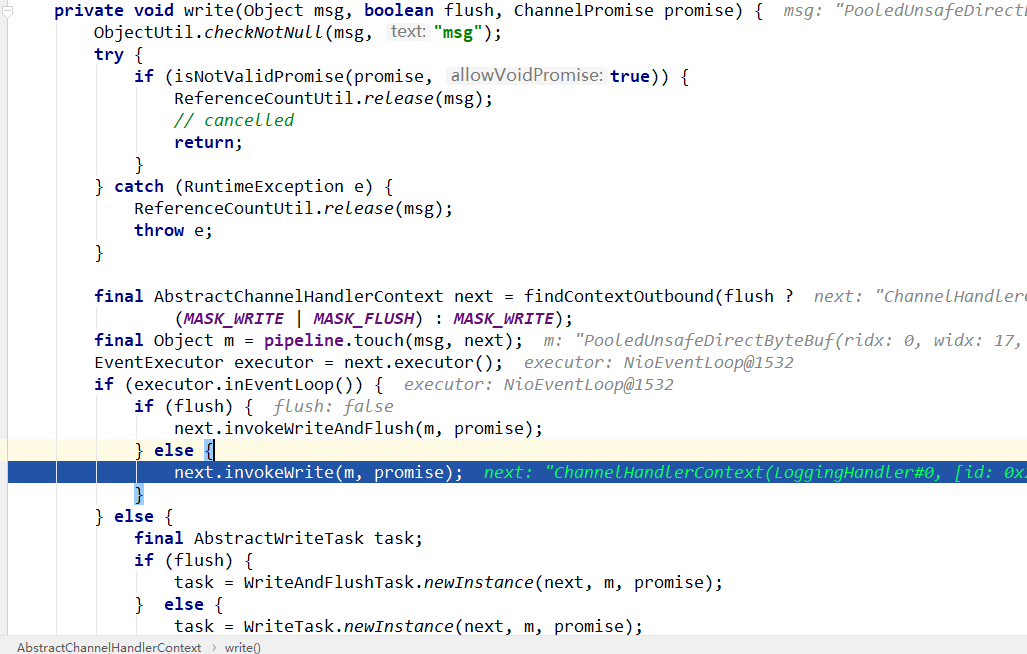 private void write(Object msg, boolean flush, ChannelPromise promise) {  msg: "PooledUnsafeDirect
ObjectUtil.checkNotNull(msg, text: "msg");
try {
if (isNotValidPromise(promise, allowVoidPromise: true)) {
ReferenceCountUtil.release(msg);
// cancelled
return;
}
} catch (RuntimeException e) {
ReferenceCountUtil.release(msg);
throw e;
}
final AbstractChannelHandlerContext next = findContextOutbound(flush ?  next: "ChannelHandler
(MASK_WRITE | MASK_FLUSH) : MASK_WRITE);
final Object m = pipeline.touch(msg, next);  m: "PooledUnsafeDirectByteBuf(ridx: 0, widx: 17,
EventExecutor executor = next.executor();  executor: NioEventLoop@1532
if (executor.inEventLoop()) {  executor: NioEventLoop@1532
if (flush) {  flush: false
next.invokeWriteAndFlush(m, promise);
} else {
next.invokeWrite(m, promise);  next: "ChannelHandlerContext(LoggingHandler#0, [id: 0x
}
} else {
final AbstractWriteTask task;
if (flush) {
task = WriteAndFlushTask.newInstance(next, m, promise);
}  else {
task = WriteTask.newInstance(next, m, promise);
AbstractChannelHandlerContext › write()